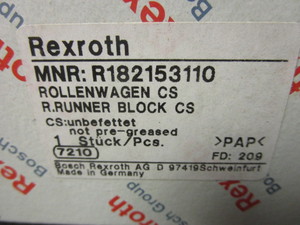 Rexroth
MNR: R182153110
ROLLENWAGEN CS
R.RUNNER BLOCK CS
CS:unbefettet
not pre-greased
1 Stück/Pcs. >PAP<
7210 FD: 209
Bosch Rexroth AG D 97419 Schweinfurt
Made in Germany